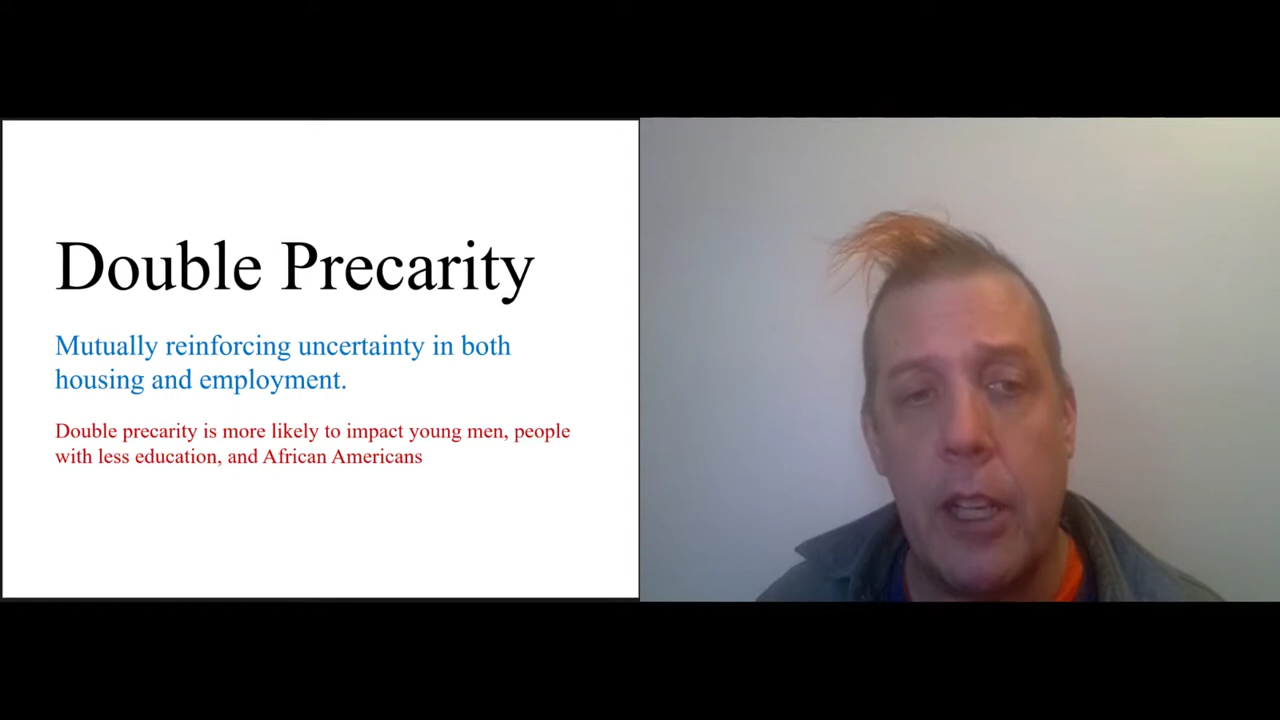 Double Precarity
Mutually reinforcing uncertainty in both
housing and employment.
Double precarity is more likely to impact young men, people
with less education, and African Americans